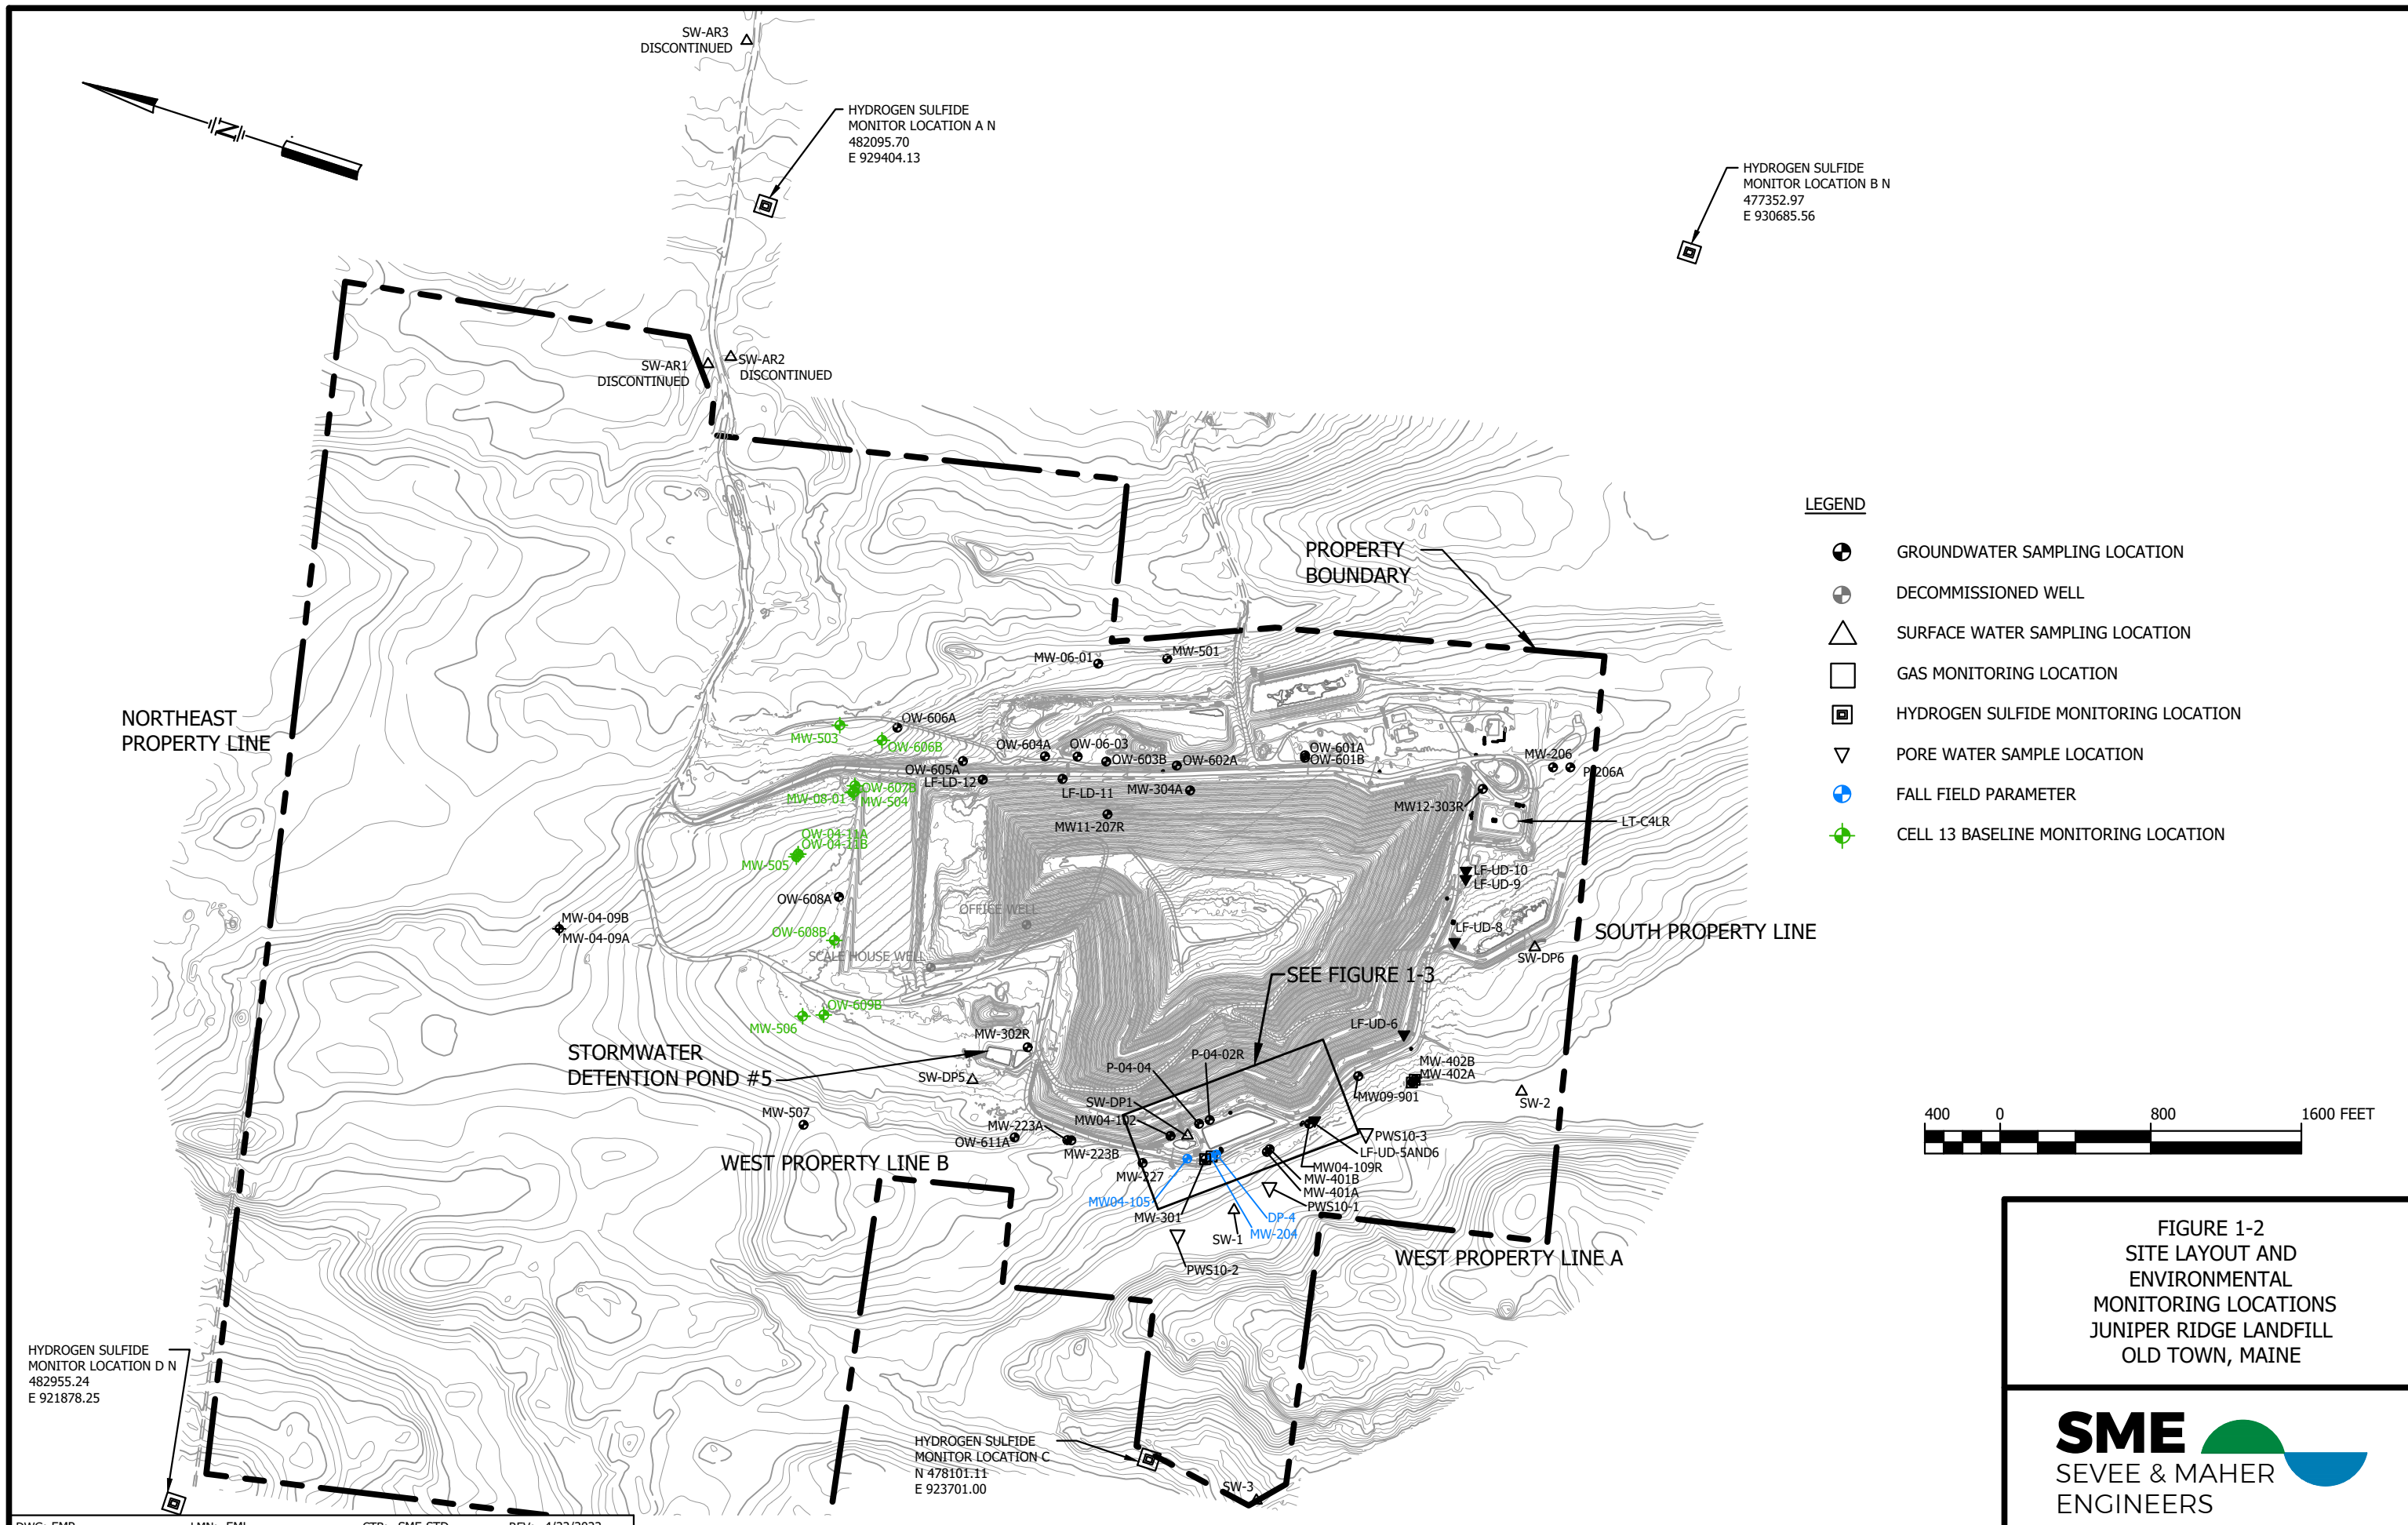 SW-AR3
DISCONTINUED
HYDROGEN SULFIDE
MONITOR LOCATION A N
482095.70
E 929404.13
HYDROGEN SULFIDE
MONITOR LOCATION B N
477352.97
E 930685.56
N
SW-AR1
DISCONTINUED
SW-AR2
DISCONTINUED
PROPERTY
BOUNDARY
LEGEND
GROUNDWATER SAMPLING LOCATION
DECOMMISSIONED WELL
SURFACE WATER SAMPLING LOCATION
GAS MONITORING LOCATION
HYDROGEN SULFIDE MONITORING LOCATION
PORE WATER SAMPLE LOCATION
FALL FIELD PARAMETER
CELL 13 BASELINE MONITORING LOCATION
NORTHEAST
PROPERTY LINE
MW-06-01
MW-501
OW-606A
MW-503
OW-606B
OW-604A
OW-06-03
OW-603B
OW-602A
OW-601A
OW-601B
MW-206
P-206A
OW-605A
LF-LD-12
LF-LD-11
MW-304A
MW12-303R
LT-C4LR
OW-607B
MW-08-01
MW-504
MW11-207R
OW-04-11A
OW-04-11B
MW-505
LF-UD-10
LF-UD-9
OW-608A
OFFICE WELL
MW-04-09B
MW-04-09A
OW-608B
LF-UD-8
SOUTH PROPERTY LINE
SCALE HOUSE WELL
SW-DP6
SEE FIGURE 1-3
OW-609B
MW-506
MW-302R
LF-UD-6
STORMWATER
DETENTION POND #5
SW-DP5
P-04-02R
P-04-04
MW-402B
MW-402A
SW-DP1
MW09-901
SW-2
MW-507
MW-223A
MW04-102
OW-611A
MW-223B
PWS10-3
LF-UD-5AND6
WEST PROPERTY LINE B
MW-227
MW04-109R
MW-401B
MW-401A
PWS10-1
MW04-105
MW-301
DP-4
MW-204
SW-1
PWS10-2
WEST PROPERTY LINE A
400 0 800 1600 FEET
HYDROGEN SULFIDE
MONITOR LOCATION D N
482955.24
E 921878.25
HYDROGEN SULFIDE
MONITOR LOCATION C
N 478101.11
E 923701.00
SW-3
FIGURE 1-2
SITE LAYOUT AND
ENVIRONMENTAL
MONITORING LOCATIONS
JUNIPER RIDGE LANDFILL
OLD TOWN, MAINE
SME
SEVEE & MAHER
ENGINEERS